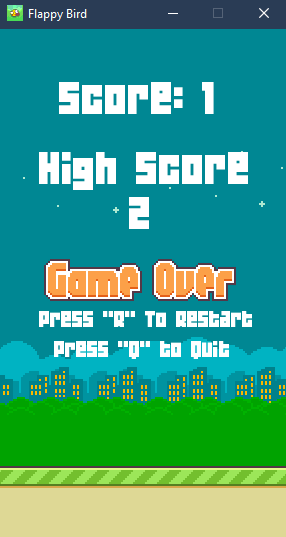 Flappy Bird
Score: 1
High Score
2
Game Over
Press "R" To Restart
Press "Q" to Quit